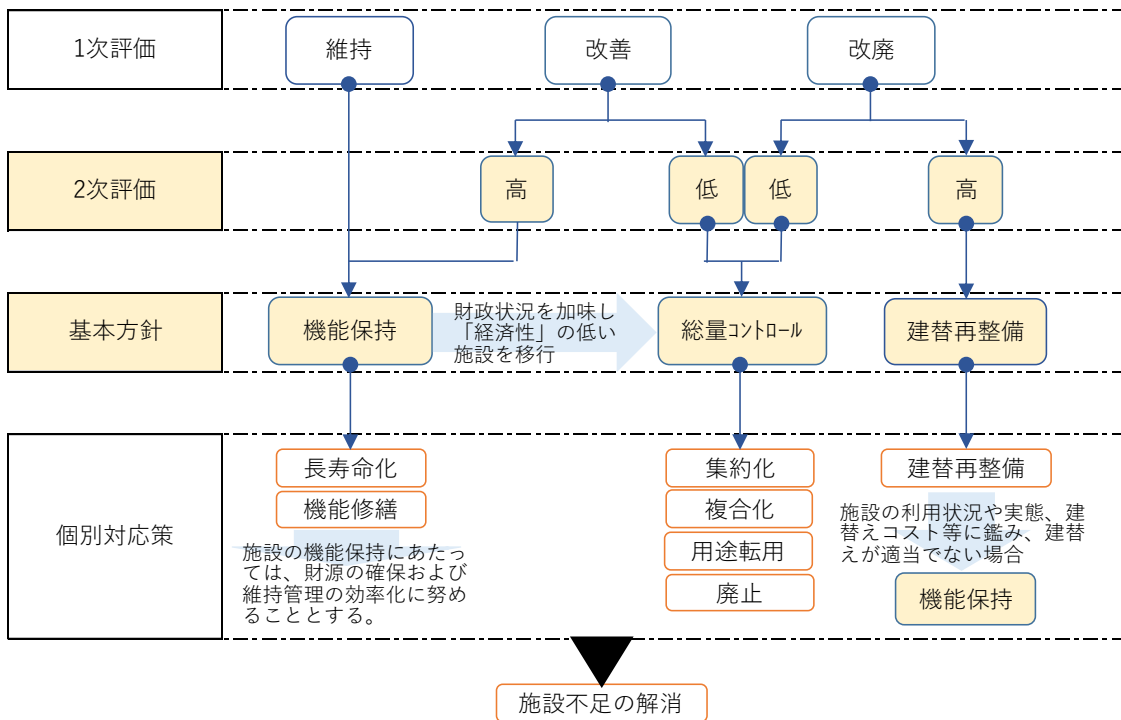 1次評価
維持
改善
改廃
2次評価
高
低
低
高
基本方針
機能保持
財政状況を加味し
「経済性」の低い
施設を移行
総量ｺﾝﾄﾛｰﾙ
建替再整備
個別対応策
長寿命化
機能修繕
施設の機能保持にあたっ
ては、財源の確保および
維持管理の効率化に努め
ることとする。
集約化
複合化
用途転用
廃止
建替再整備
施設の利用状況や実態、建
替えコスト等に鑑み、建替
えが適当でない場合
機能保持
施設不足の解消